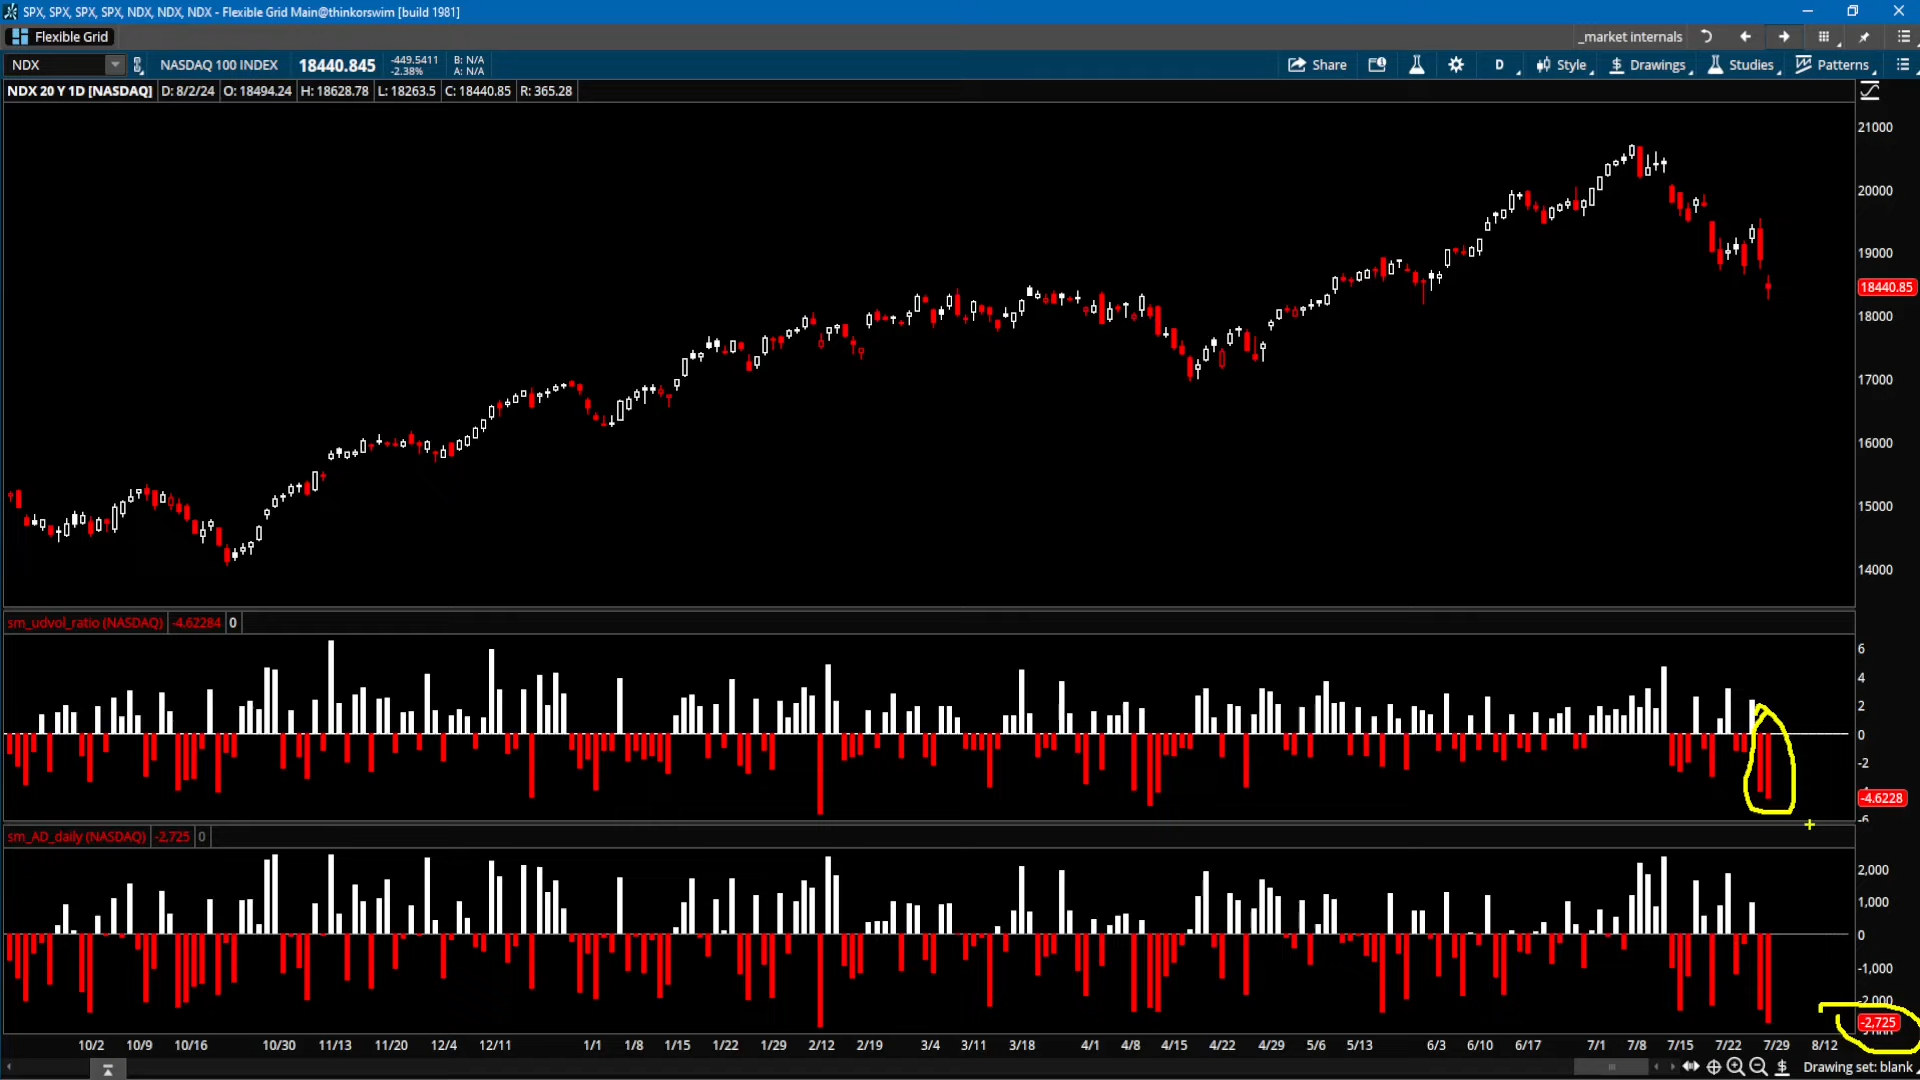 SPX, SPX, SPX, SPX, NDX, NDX, NDX - Flexible Grid Main@thinkorswim [build 1981]
Flexible Grid
_market internals
NDX
NASDAQ 100 INDEX
18440.845
-449.5411
-2.38%
B: N/A
A: N/A
Share
D
Style
Drawings
Studies
Patterns
NDX 20 Y 1D [NASDAQ] D: 8/2/24 O: 18494.24 H: 18628.78 L: 18263.5 C: 18440.85 R: 365.28
21000
20000
19000
18440.85
18000
17000
16000
15000
14000
sm_udvol_ratio (NASDAQ) -4.62284 0
6
4
2
0
-2
-4.6228
-6
sm_AD_daily (NASDAQ) -2.725 0
2,000
1,000
0
-1,000
-2,000
-2.725
10/2 10/9 10/16 10/30 11/13 11/20 12/4 12/11 1/1 1/8 1/15 1/22 1/29 2/12 2/19 3/4 3/11 3/18 4/1 4/8 4/15 4/22 4/29 5/6 5/13 6/3 6/10 6/17 7/1 7/8 7/15 7/22 7/29 8/12
Drawing set: blank